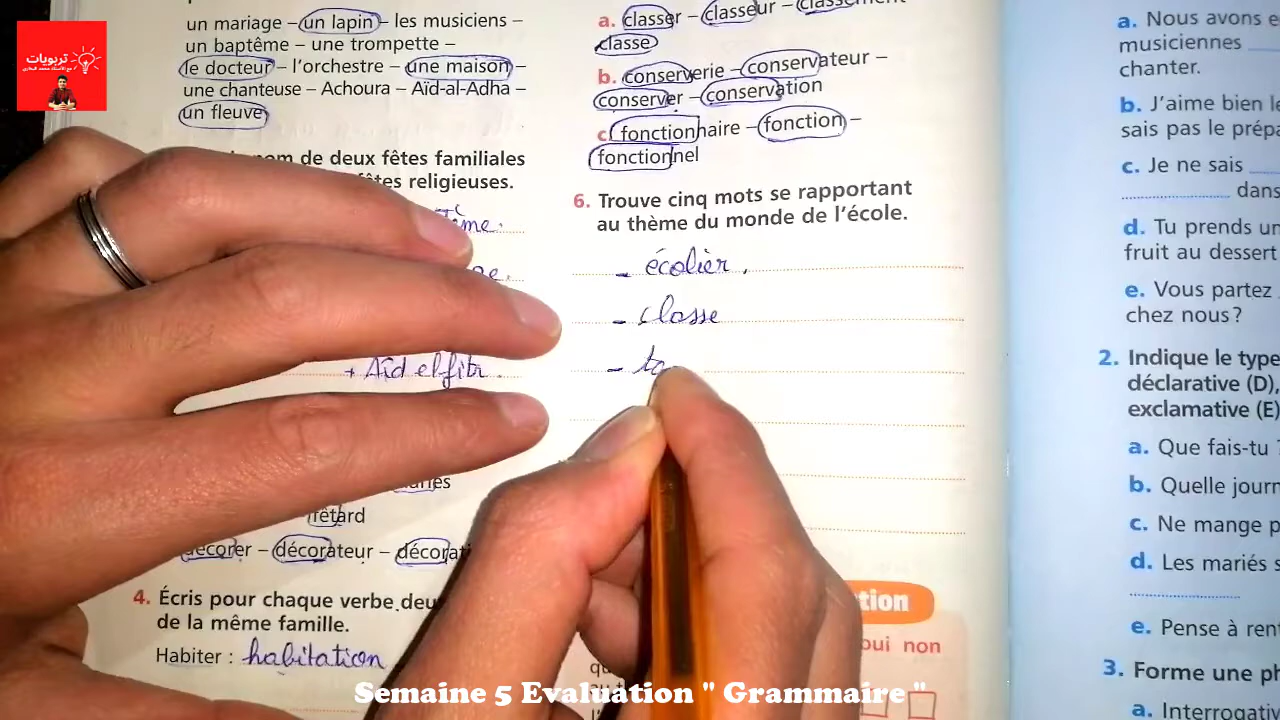 تربويات
un mariage – un lapin – les musiciens –
un baptême – une trompette –
le docteur – l'orchestre – une maison –
une chanteuse – Achoura – Aïd-al-Adha –
un fleuve
nom de deux fêtes familiales
fêtes religieuses.
+ Aïd el fitr.
fêtard
décorer – décorateur –
4. Écris pour chaque verbe deu
de la même famille.
Habiter : habitation
a. classer – classeur – classement
classe
b. conserverie – conservateur –
conserver – conservation
c. fonctionnaire – fonction –
fonctionnel
6. Trouve cinq mots se rapportant
au thème du monde de l'école.
- écolier.
- classe
- ta
tion
oui non
a. Nous avons e
musiciennes
chanter.
b. J'aime bien le
sais pas le prépa
c. Je ne sais
dans
d. Tu prends un
fruit au dessert
e. Vous partez
chez nous ?
2. Indique le type
déclarative (D),
exclamative (E)
a. Que fais-tu
b. Quelle journ
c. Ne mange p
d. Les mariés s
e. Pense à ren
3. Forme une ph
a. Interrogativ
Semaine 5 Evaluation " Grammaire "